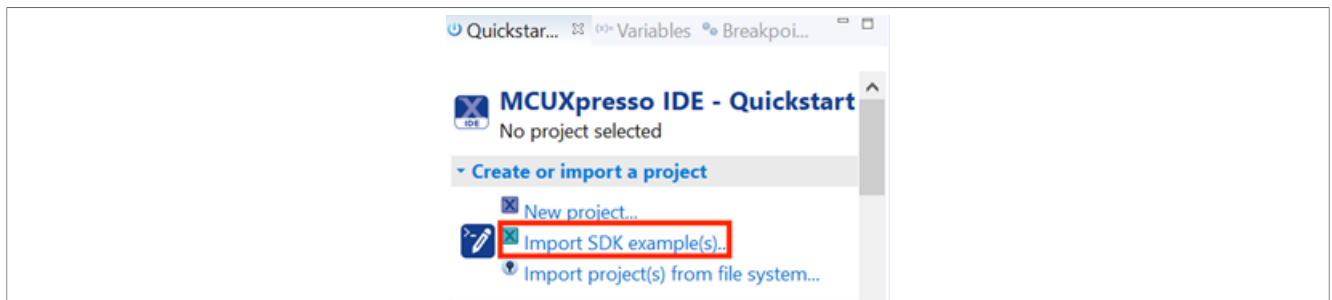 Quickstar... (x)= Variables Breakpoi...
MCUXpresso IDE - Quickstart
IDE
No project selected
Create or import a project
New project...
Import SDK example(s)..
Import project(s) from file system...